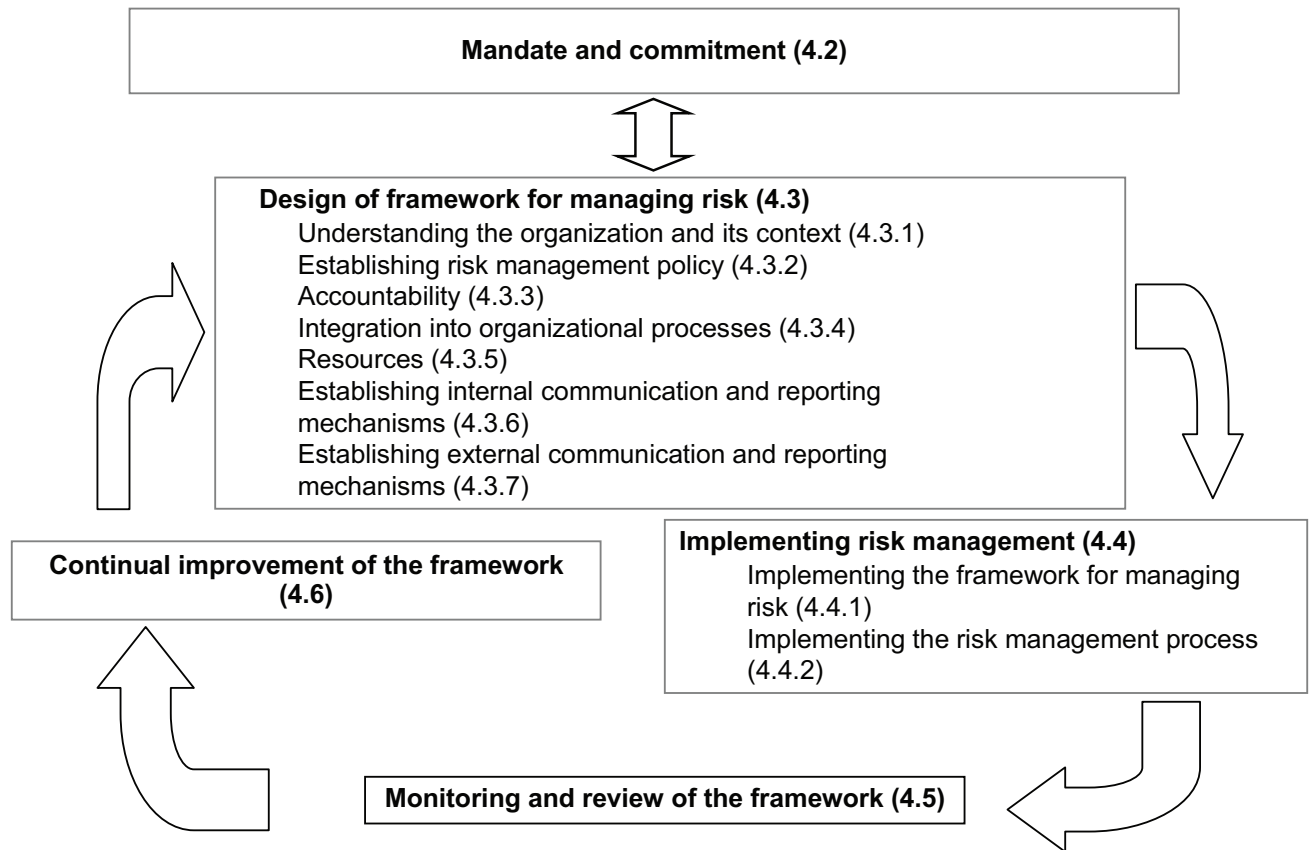 Mandate and commitment (4.2)
Design of framework for managing risk (4.3)
Understanding the organization and its context (4.3.1)
Establishing risk management policy (4.3.2)
Accountability (4.3.3)
Integration into organizational processes (4.3.4)
Resources (4.3.5)
Establishing internal communication and reporting
mechanisms (4.3.6)
Establishing external communication and reporting
mechanisms (4.3.7)
Implementing risk management (4.4)
Implementing the framework for managing
risk (4.4.1)
Implementing the risk management process
(4.4.2)
Monitoring and review of the framework (4.5)
Continual improvement of the framework
(4.6)